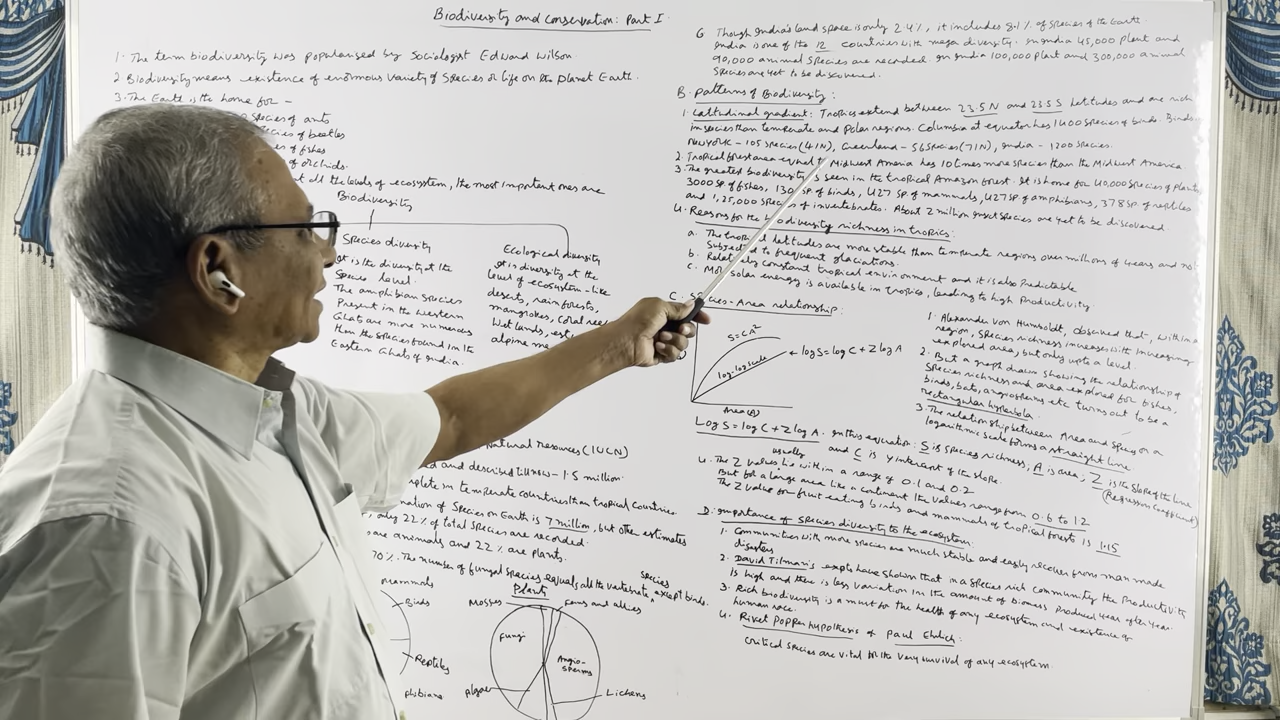 Biodiversity and conservation: Part I
1. The term biodiversity was popularised by Sociologist Edward Wilson
2. Biodiversity means existence of enormous variety of species or life on the planet Earth.
3. The Earth is the home for -
species of ants
species of beetles
of fishes
of orchids.
at all the levels of ecosystem, the most important ones are
Biodiversity
Species diversity
It is the diversity at the
species level.
The amphibian species
Present in the Western
Ghats are more numerous
than the species found in the
Eastern Ghats of India.
Ecological diversity
It is diversity at the
level of ecosystem - like
deserts, rain forests,
mangroves, coral ree
Wet lands, est
alpine me
Natural Resources (IUCN)
ed and described till now - 1.5 million.
plete in temperate countries than tropical countries.
mation of species on Earth is 7 million, but other estimates
only 22% of total species are recorded.
are animals and 22% are plants.
70%. The number of fungal species equals all the vertebrate species except birds.
mammals
Birds
Reptiles
phibians
Plants
Mosses
Ferns and allies
Fungi
Angio-
sperms
Algae
Lichens
6 Though India's land space is only 2.4%, it includes 8.1% of species of the Earth.
India is one of the 12 countries with mega diversity. In India 45,000 plant and
90,000 animal species are recorded. In India 100,000 plant and 300,000 animal
species are yet to be discovered.
B. Patterns of Biodiversity:
1. Latitudinal gradient: Tropics extend between 23.5 N and 23.5 S latitudes and are rich
in species than temperate and Polar regions. Columbia at equator has 1400 species of birds. Birds in
New York - 105 species (41N), Greenland - 56 species (71N), India - 1200 species.
2. Tropical forest area equal to Midwest Amania has 10 times more species than the Midwest America
3. The greatest biodiversity is seen in the tropical Amazon forest. It is home for 40,000 species of plants
3000 sp of fishes, 130 sp of birds, 427 sp of mammals, 427 sp of amphibians, 378 sp of reptiles
and 1,25,000 species of invertebrates. About 2 million insect species are yet to be discovered.
4. Reasons for the biodiversity richness in tropics:
a. The tropical latitudes are more stable than temperate regions over millions of years and not
subjected to frequent glaciations.
b. Relatively constant tropical environment and it is also predictable
c. More solar energy is available in tropics, leading to high Productivity.
C. Species - Area relationship:
S = CA^Z
log S = log C + Z log A
log-log scale
Area (A)
1. Alexander von Humboldt, observed that, within a
region, species richness increases with increasing
explored area, but only upto a level.
2. But a graph drawn showing the relationship of
species richness and area explored for fishes,
birds, bats, angiosperms etc turns out to be a
rectangular hyperbola.
3. The relationship between Area and species on a
logarithmic scale forms a straight line
Log S = log C + Z log A. In this equation: S is species richness; A is area; Z is the slope of the line
and C is Y intercept of the slope. (Regression Coefficient)
4. The Z values usually lie within a range of 0.1 and 0.2
But for a large area like a continent the values range from 0.6 to 12
The Z value for fruit eating birds and mammals of tropical forests is 1.15
D. Importance of species diversity to the ecosystem:
1. Communities with more species are much stable and easily recover from man made
disasters
2. David Tilman's expts have shown that in a species rich community the Productivity
is high and there is less variation in the amount of biomass produced year after year.
3. Rich biodiversity is a must for the health of any ecosystem and existence of
human race.
4. Rivet Popper hypothesis of Paul Ehrlich:
Critical species are vital for the very survival of any ecosystem.